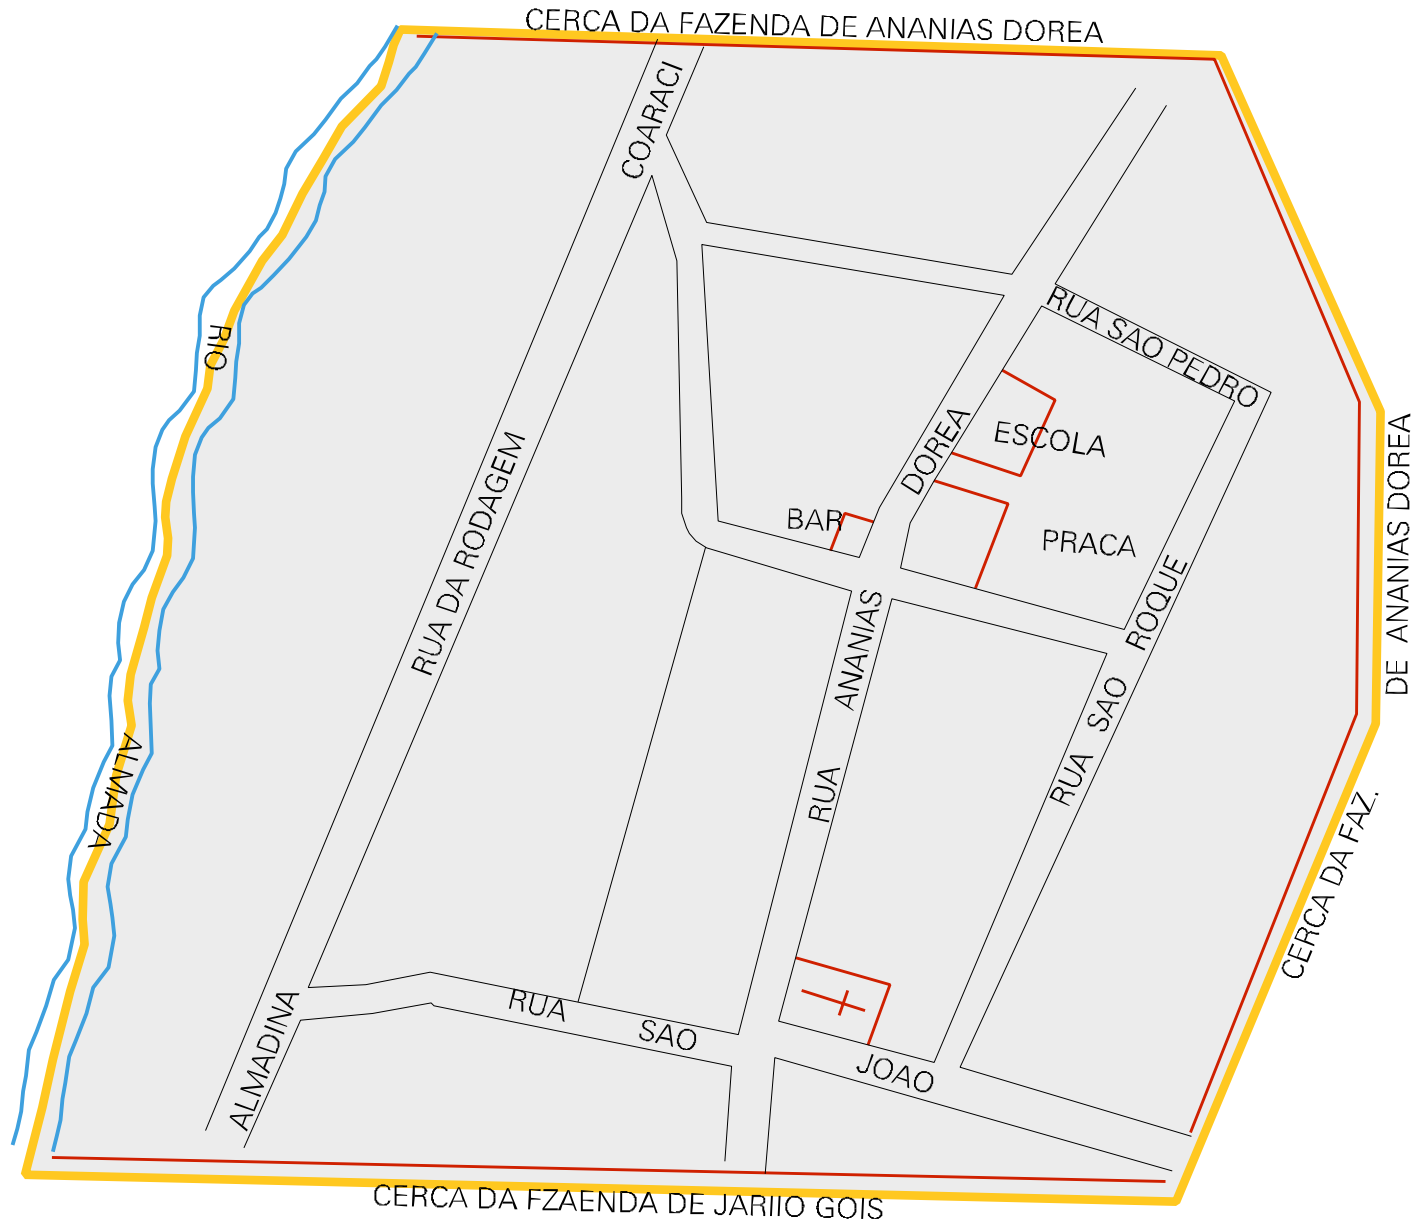 CERCA DA FAZENDA DE ANANIAS DOREA
COARACI
RUA SAO PEDRO
RIO
DOREA
ESCOLA
BAR
PRACA
DE ANANIAS DOREA
RUA DA RODAGEM
RUA ANANIAS
RUA SAO ROQUE
ALMADA
CERCA DA FAZ.
ALMADINA
RUA SAO JOAO
CERCA DA FZAENDA DE JARIIO GOIS